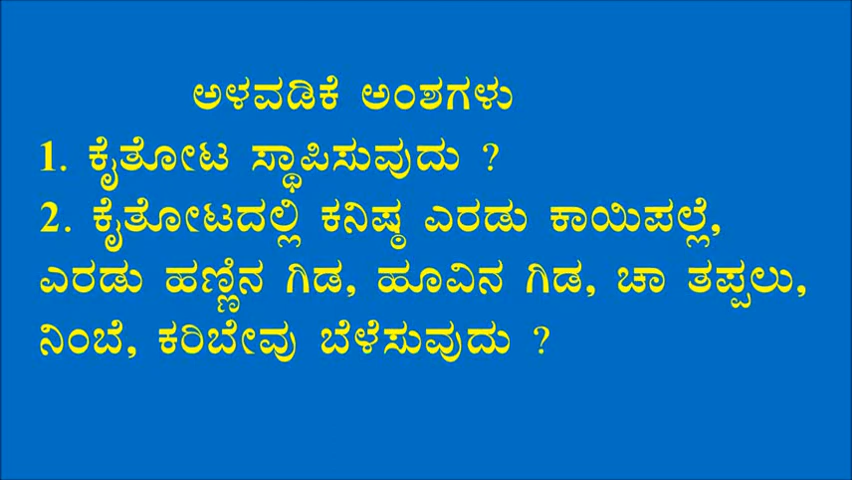 ಅಳವಡಿಕೆ ಅಂಶಗಳು
1. ಕೈತೋಟ ಸ್ಥಾಪಿಸುವುದು ?
2. ಕೈತೋಟದಲ್ಲಿ ಕನಿಷ್ಠ ಎರಡು ಕಾಯಿಪಲ್ಲೆ,
ಎರಡು ಹಣ್ಣಿನ ಗಿಡ, ಹೂವಿನ ಗಿಡ, ಚಾ ತಪ್ಪಲು,
ನಿಂಬೆ, ಕರಿಬೇವು ಬೆಳೆಸುವುದು ?